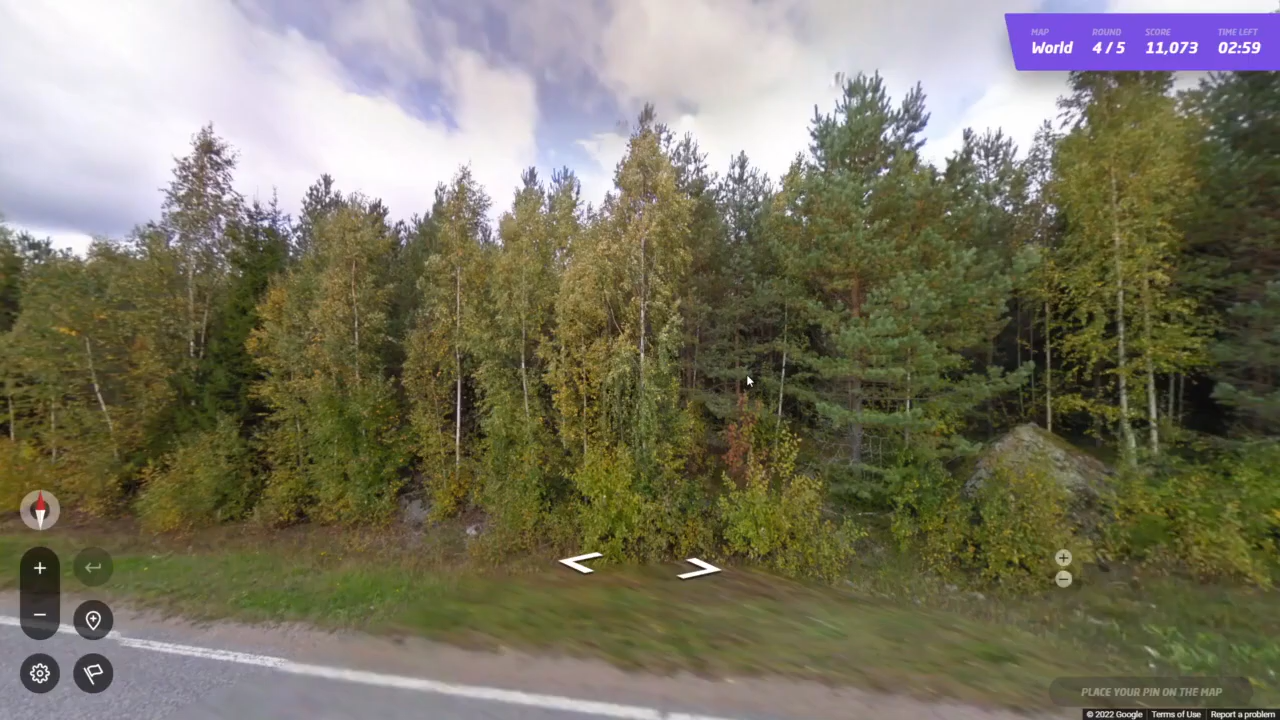 MAP ROUND SCORE TIME LEFT
World 4 / 5 11,073 02:59
PLACE YOUR PIN ON THE MAP
© 2022 Google Terms of Use Report a problem